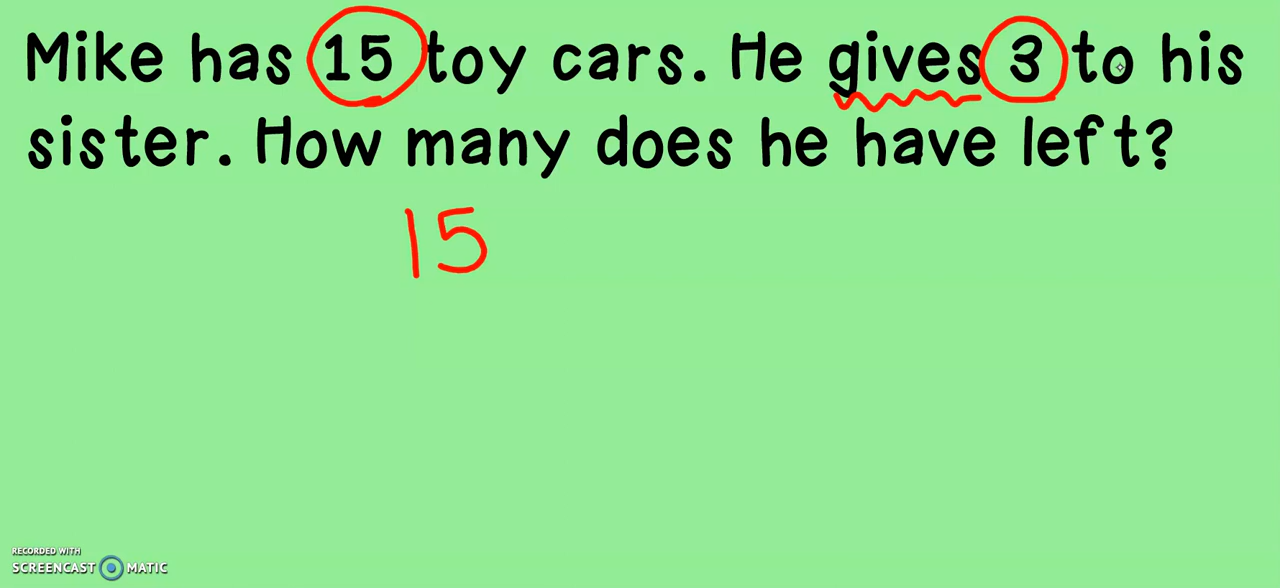 Mike has 15 toy cars. He gives 3 to his
sister. How many does he have left?
15
RECORDED WITH
SCREENCAST MATIC